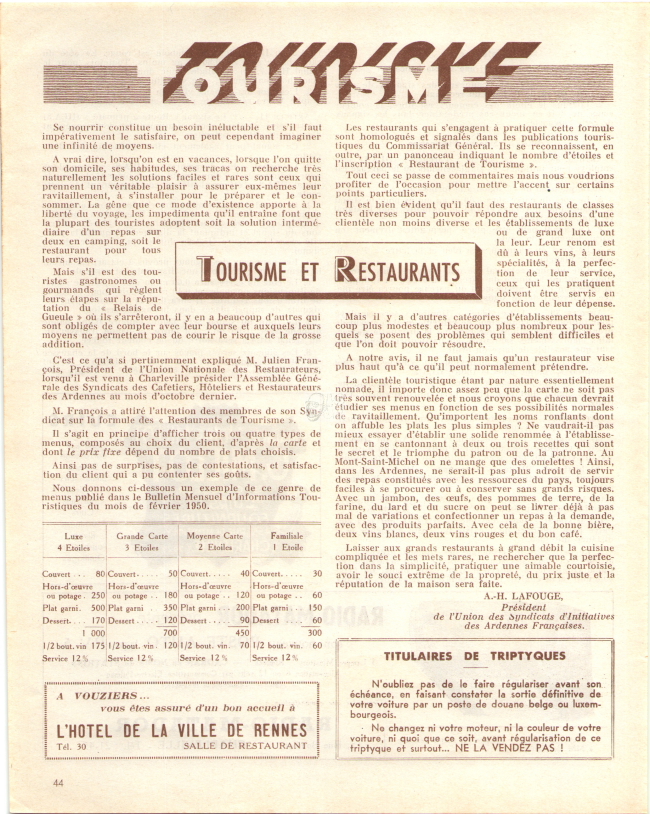 TOURISME
Se nourrir constitue un besoin inéluctable et s'il faut
impérativement le satisfaire, on peut cependant imaginer
une infinité de moyens.
A vrai dire, lorsqu'on est en vacances, lorsque l'on quitte
son domicile, ses habitudes, ses tracas on recherche très
naturellement les solutions faciles et rares sont ceux qui
prennent un véritable plaisir à assurer eux-mêmes leur
ravitaillement, à s'installer pour le préparer et le con-
sommer. La gêne que ce mode d'existence apporte à la
liberté du voyage, les impedimenta qu'il entraîne font que
la plupart des touristes adoptent soit la solution intermé-
diaire d'un repas sur
deux en camping, soit le
restaurant pour tous
leurs repas.
Mais s'il est des tou-
ristes gastronomes ou
gourmands qui règlent
leurs étapes sur la répu-
tation du « Relais de
Gueule » où ils s'arrêteront, il y en a beaucoup d'autres qui
sont obligés de compter avec leur bourse et auxquels leurs
moyens ne permettent pas de courir le risque de la grosse
addition.
C'est ce qu'a si pertinemment expliqué M. Julien Fran-
çois, Président de l'Union Nationale des Restaurateurs,
lorsqu'il est venu à Charleville présider l'Assemblée Géné-
rale des Syndicats des Cafetiers, Hôteliers et Restaurateurs
des Ardennes au mois d'octobre dernier.
M. François a attiré l'attention des membres de son Syn-
dicat sur la formule des « Restaurants de Tourisme ».
Il s'agit en principe d'afficher trois ou quatre types de
menus, composés au choix du client, d'après la carte et
dont le prix fixe dépend du nombre de plats choisis.
Ainsi pas de surprises, pas de contestations, et satisfac-
tion du client qui a pu contenter ses goûts.
Nous donnons ci-dessous un exemple de ce genre de
menus publié dans le Bulletin Mensuel d'Informations Tou-
ristiques du mois de février 1950.
Luxe Grande Carte Moyenne Carte Familiale
4 Etoiles 3 Etoiles 2 Etoiles 1 Etoile
Couvert .. 80 Couvert..... 50 Couvert..... 40 Couvert..... 30
Hors-d'œuvre Hors-d'œuvre Hors-d'œuvre Hors-d'œuvre
ou potage . 250 ou potage .. 180 ou potage .. 120 ou potage .. 60
Plat garni. 500 Plat garni . 350 Plat garni . 200 Plat garni . 150
Dessert.... 170 Dessert..... 120 Dessert..... 90 Dessert .... 60
1 000 700 450 300
1/2 bout. vin 175 1/2 bout. vin. 120 1/2 bout. vin. 70 1/2 bout. vin. 60
Service 12 % Service 12 % Service 12 % Service 12 %
A VOUZIERS...
vous êtes assuré d'un bon accueil à
L'HOTEL DE LA VILLE DE RENNES
Tél. 30 SALLE DE RESTAURANT
44
TOURISME ET RESTAURANTS
Les restaurants qui s'engagent à pratiquer cette formule
sont homologués et signalés dans les publications touris-
tiques du Commissariat Général. Ils se reconnaissent, en
outre, par un panonceau indiquant le nombre d'étoiles et
l'inscription « Restaurant de Tourisme ».
Tout ceci se passe de commentaires mais nous voudrions
profiter de l'occasion pour mettre l'accent sur certains
points particuliers.
Il est bien évident qu'il faut des restaurants de classes
très diverses pour pouvoir répondre aux besoins d'une
clientèle non moins diverse et les établissements de luxe
ou de grand luxe ont
la leur. Leur renom est
dû à leurs vins, à leurs
spécialités, à la perfec-
tion de leur service,
ceux qui les pratiquent
doivent être servis en
fonction de leur dépense.
Mais il y a d'autres catégories d'établissements beau-
coup plus modestes et beaucoup plus nombreux pour les-
quels se posent des problèmes qui semblent difficiles et
que l'on doit pouvoir résoudre.
A notre avis, il ne faut jamais qu'un restaurateur vise
plus haut qu'à ce qu'il peut normalement prétendre.
La clientèle touristique étant par nature essentiellement
nomade, il importe donc assez peu que la carte ne soit pas
très souvent renouvelée et nous croyons que chacun devrait
étudier ses menus en fonction de ses possibilités normales
de ravitaillement. Qu'importent les noms ronflants dont
on affuble les plats les plus simples ? Ne vaudrait-il pas
mieux essayer d'établir une solide renommée à l'établisse-
ment en se cantonnant à deux ou trois recettes qui sont
le secret et le triomphe du patron ou de la patronne. Au
Mont-Saint-Michel on ne mange que des omelettes ! Ainsi,
dans les Ardennes, ne serait-il pas plus adroit de servir
des repas constitués avec les ressources du pays, toujours
faciles à se procurer ou à conserver sans grands risques.
Avec un jambon, des œufs, des pommes de terre, de la
farine, du lard et du sucre on peut se livrer déjà à pas
mal de variations et confectionner un repas à la demande,
avec des produits parfaits. Avec cela de la bonne bière,
deux vins blancs, deux vins rouges et du bon café.
Laisser aux grands restaurants à grand débit la cuisine
compliquée et les mets rares, ne rechercher que la perfec-
tion dans la simplicité, pratiquer une aimable courtoisie,
avoir le souci extrême de la propreté, du prix juste et la
réputation de la maison sera faite.
A.-H. LAFOUGE,
Président
de l'Union des Syndicats d'Initiatives
des Ardennes Françaises.
TITULAIRES DE TRIPTYQUES
N'oubliez pas de le faire régulariser avant son
échéance, en faisant constater la sortie définitive de
votre voiture par un poste de douane belge ou luxem-
bourgeois.
Ne changez ni votre moteur, ni la couleur de votre
voiture, ni quoi que ce soit, avant régularisation de ce
triptyque et surtout... NE LA VENDEZ PAS !